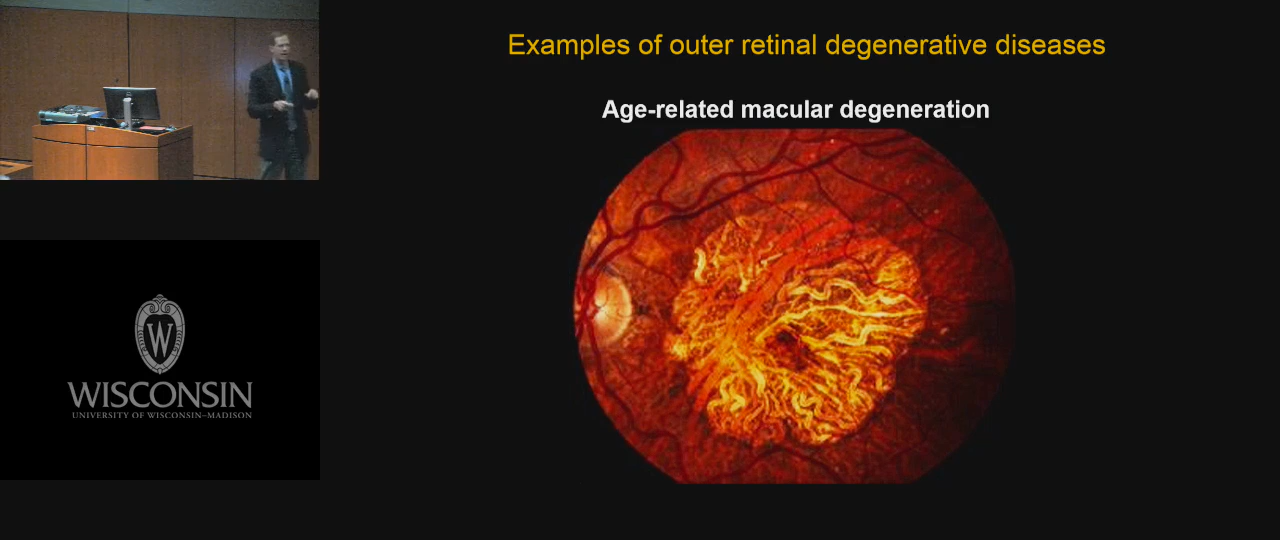 Examples of outer retinal degenerative diseases
Age-related macular degeneration
W
WISCONSIN
UNIVERSITY OF WISCONSIN–MADISON